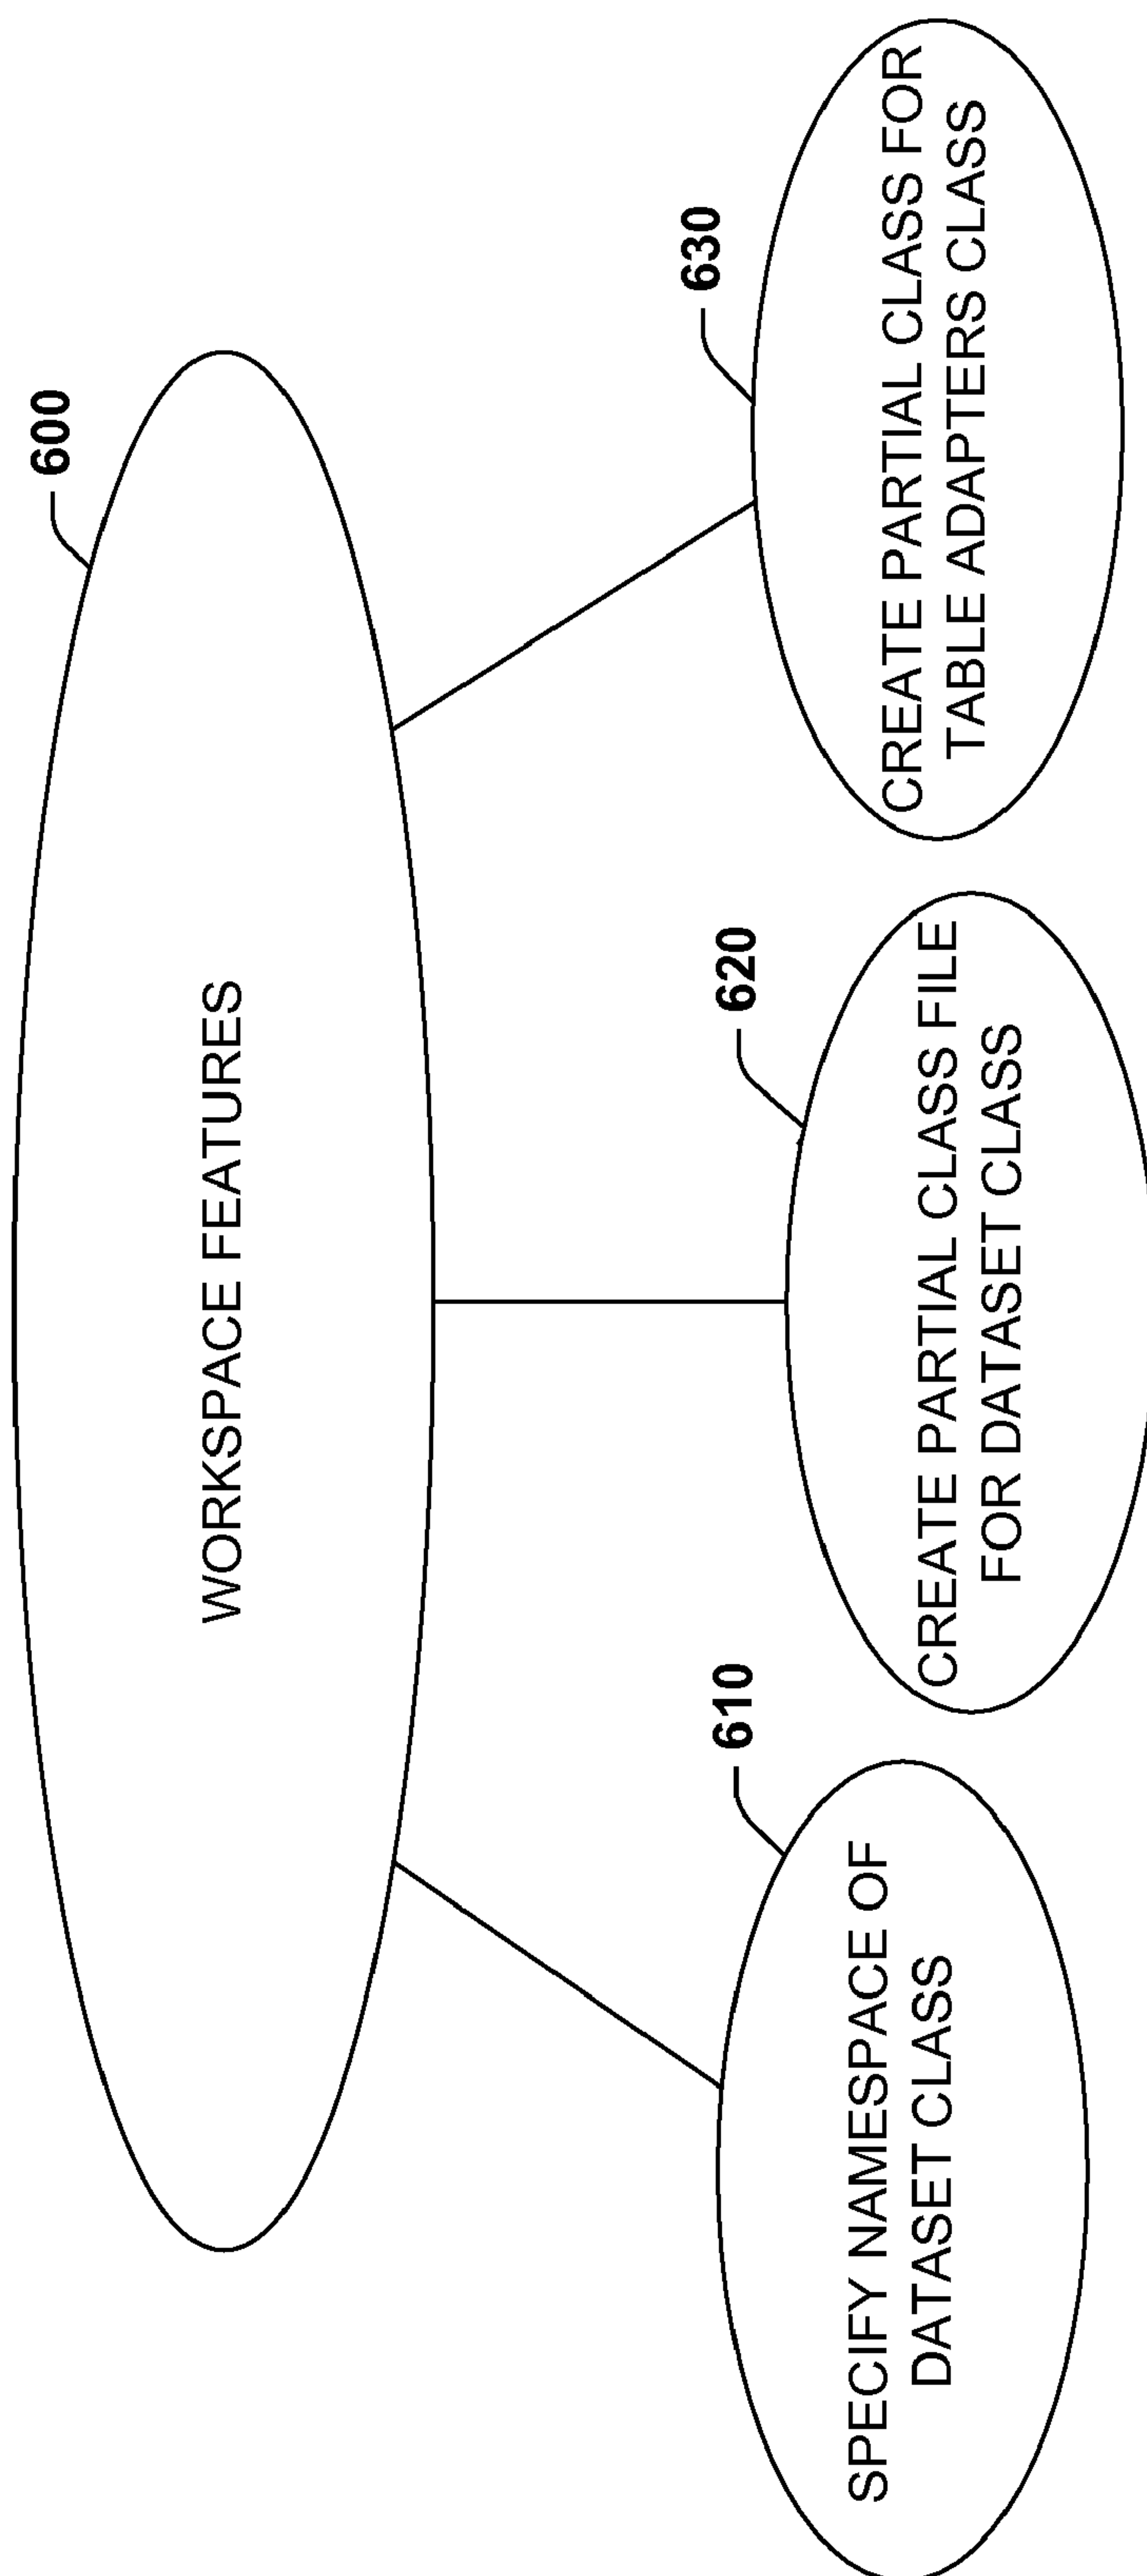 600
WORKSPACE FEATURES
610
SPECIFY NAMESPACE OF
DATASET CLASS
620
CREATE PARTIAL CLASS FILE
FOR DATASET CLASS
630
CREATE PARTIAL CLASS FOR
TABLE ADAPTERS CLASS